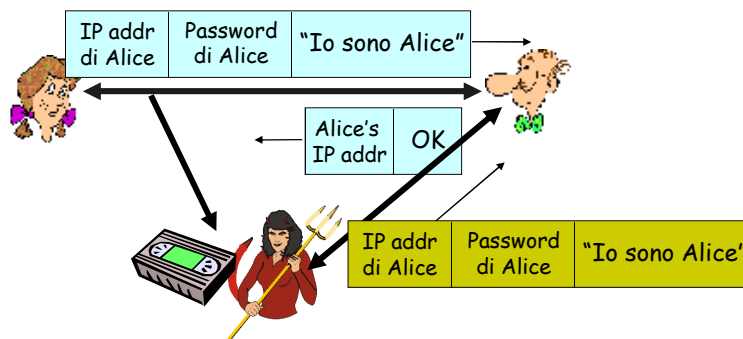 IP addr
di Alice
Password
di Alice
“Io sono Alice”
Alice's
IP addr
OK
IP addr
di Alice
Password
di Alice
“Io sono Alice”